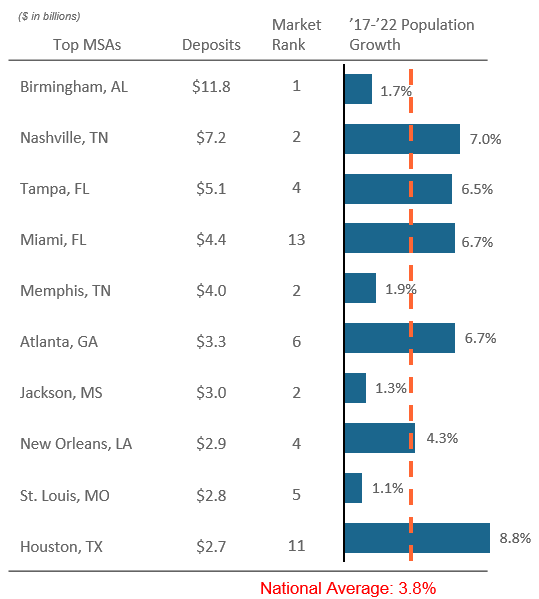 ($ in billions)
Top MSAs Deposits Market Rank ’17-’22 Population Growth
Birmingham, AL $11.8 1 1.7%
Nashville, TN $7.2 2 7.0%
Tampa, FL $5.1 4 6.5%
Miami, FL $4.4 13 6.7%
Memphis, TN $4.0 2 1.9%
Atlanta, GA $3.3 6 6.7%
Jackson, MS $3.0 2 1.3%
New Orleans, LA $2.9 4 4.3%
St. Louis, MO $2.8 5 1.1%
Houston, TX $2.7 11 8.8%
National Average: 3.8%